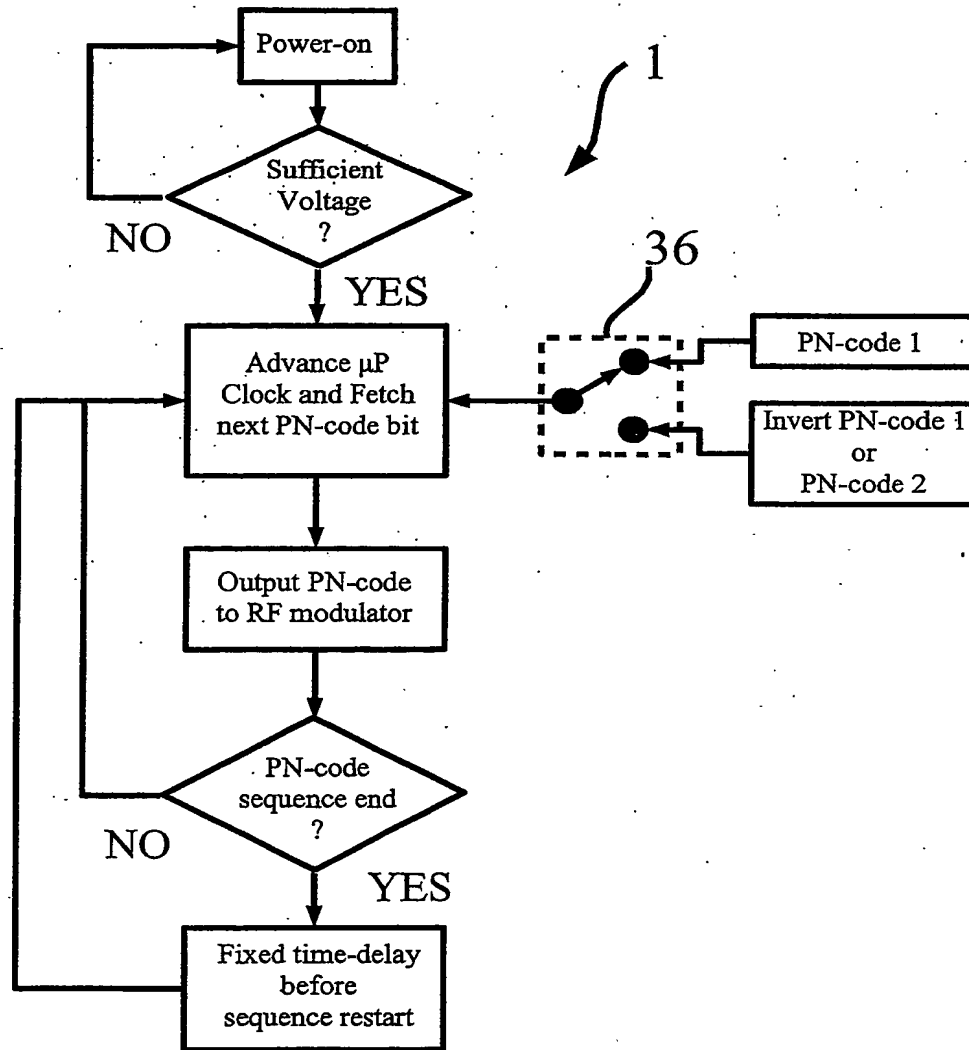 Power-on
1
Sufficient
Voltage
?
NO
YES
36
Advance µP
Clock and Fetch
next PN-code bit
PN-code 1
Invert PN-code 1
or
PN-code 2
Output PN-code
to RF modulator
PN-code
sequence end
?
NO
YES
Fixed time-delay
before
sequence restart